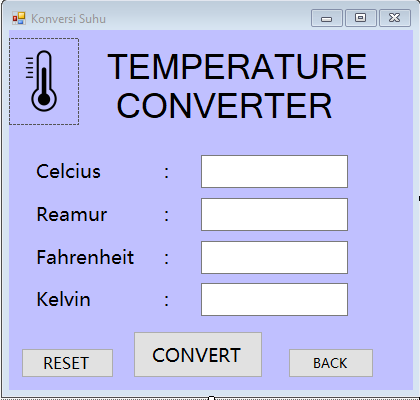 Konversi Suhu
TEMPERATURE
CONVERTER
Celcius :
Reamur :
Fahrenheit :
Kelvin :
RESET CONVERT BACK